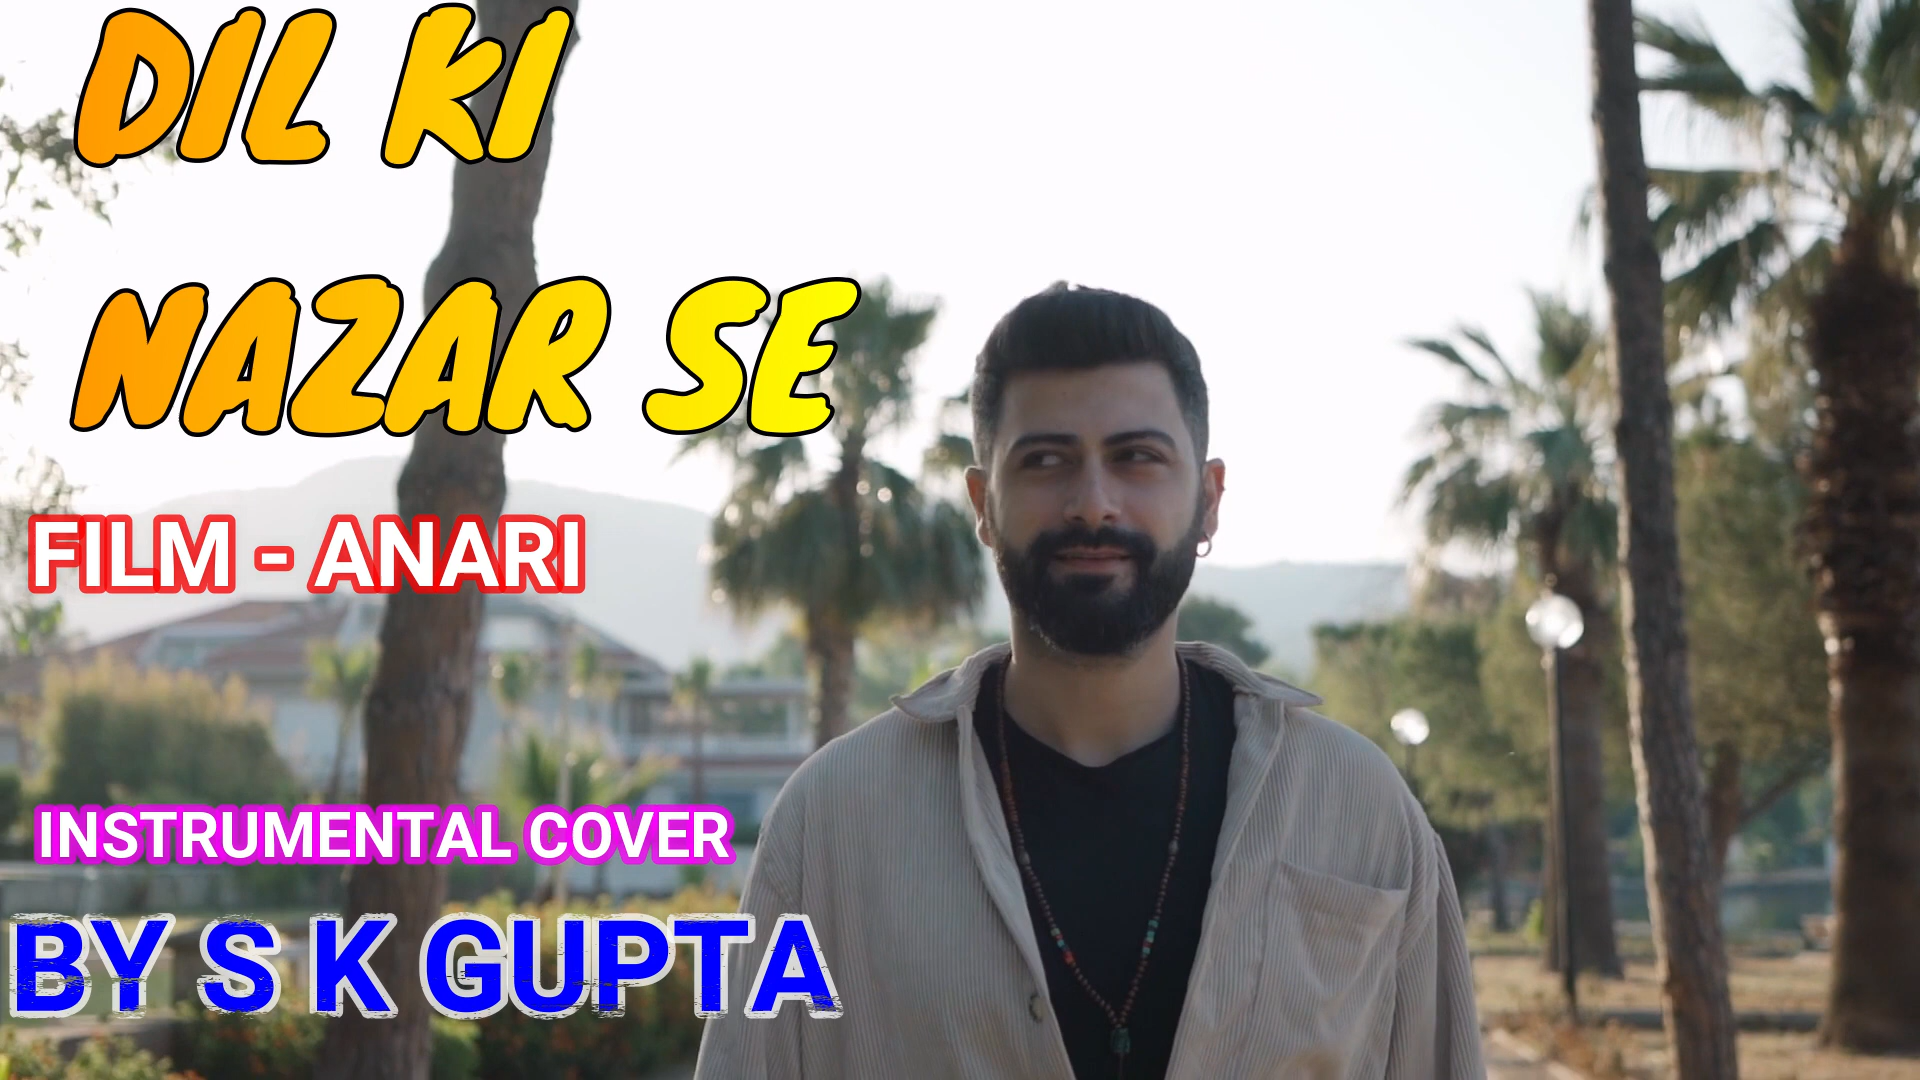 DIL KI
NAZAR SE
FILM - ANARI
INSTRUMENTAL COVER
BY S K GUPTA